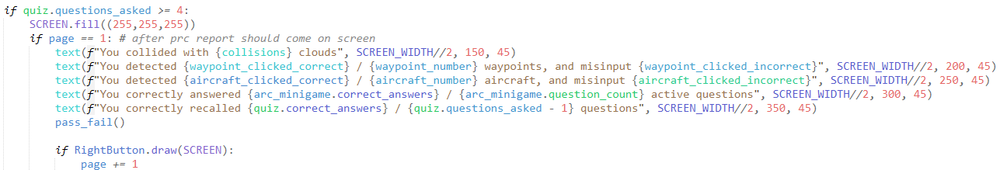 if quiz.questions_asked >= 4:
    SCREEN.fill((255,255,255))
    if page == 1: # after prc report should come on screen
        text(f"You collided with {collisions} clouds", SCREEN_WIDTH//2, 150, 45)
        text(f"You detected {waypoint_clicked_correct} / {waypoint_number} waypoints, and misinput {waypoint_clicked_incorrect}", SCREEN_WIDTH//2, 200, 45)
        text(f"You detected {aircraft_clicked_correct} / {aircraft_number} aircraft, and misinput {aircraft_clicked_incorrect}", SCREEN_WIDTH//2, 250, 45)
        text(f"You correctly answered {arc_minigame.correct_answers} / {arc_minigame.question_count} active questions", SCREEN_WIDTH//2, 300, 45)
        text(f"You correctly recalled {quiz.correct_answers} / {quiz.questions_asked - 1} questions", SCREEN_WIDTH//2, 350, 45)
        pass_fail()

        if RightButton.draw(SCREEN):
            page += 1